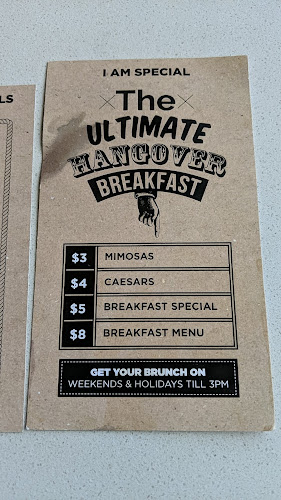 LS
I AM SPECIAL
The
ULTIMATE
HANGOVER
BREAKFAST
$3 MIMOSAS
$4 CAESARS
$5 BREAKFAST SPECIAL
$8 BREAKFAST MENU
GET YOUR BRUNCH ON
WEEKENDS & HOLIDAYS TILL 3PM